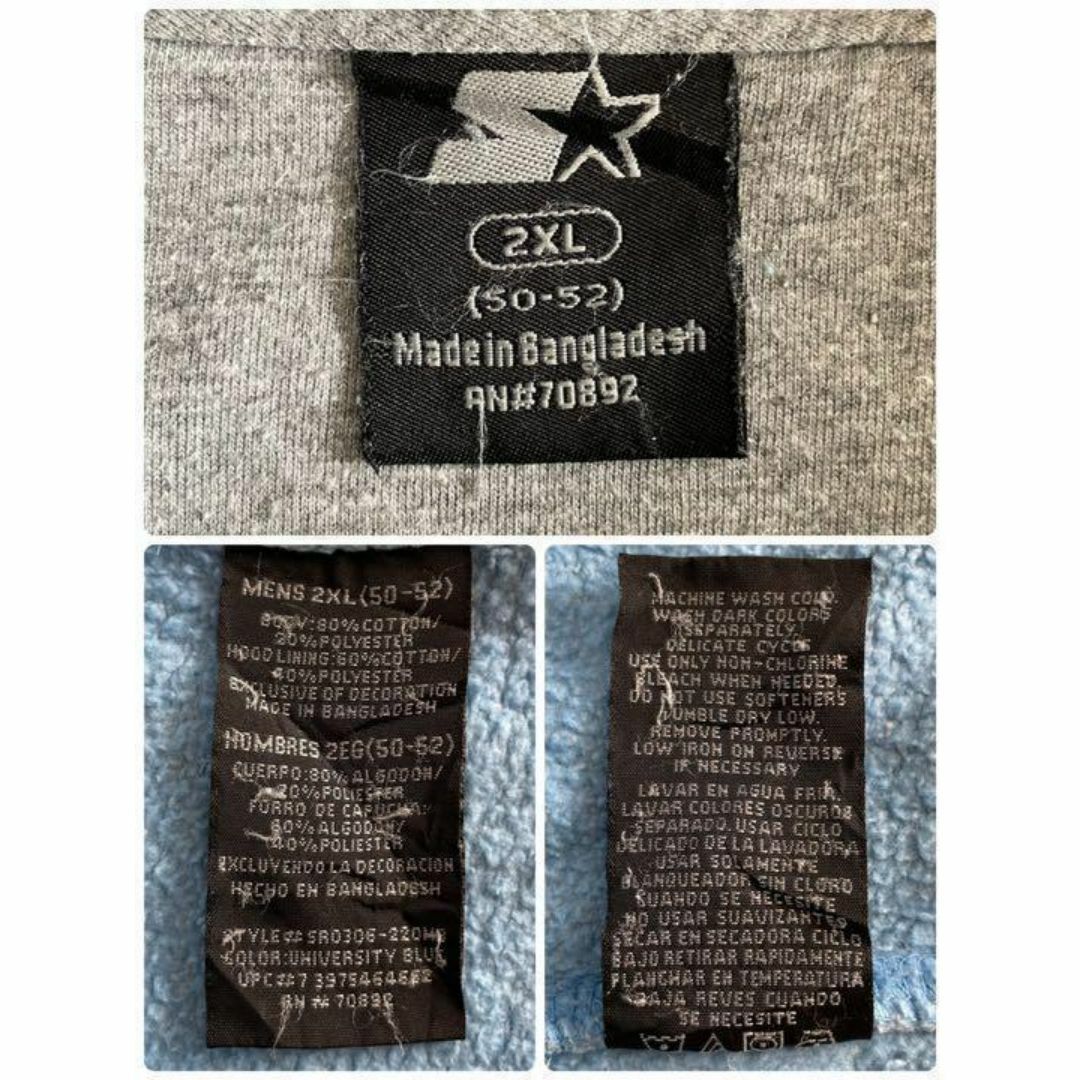 2XL
(50-52)
Made in Bangladesh
RN#70892
MENS 2XL (50-52)
BODY:80% COTTON/
20% POLYESTER
HOOD LINING:60% COTTON/
40% POLYESTER
EXCLUSIVE OF DECORATION
MADE IN BANGLADESH
HOMBRES 2EG (50-52)
CUERPO:80% ALGODON/
20% POLIESTER
FORRO DE CAPUCHA:
60% ALGODON/
40% POLIESTER
EXCLUYENDO LA DECORACION
HECHO EN BANGLADESH
STYLE#
COLOR:UNIVERSITY BLUE
UPC#
RN # 70892
MACHINE WASH COLD.
WASH DARK COLORS
SEPARATELY.
DELICATE CYCLE
USE ONLY NON-CHLORINE
BLEACH WHEN NEEDED.
DO NOT USE SOFTENERS
TUMBLE DRY LOW.
REMOVE PROMPTLY.
LOW IRON ON REVERSE
IF NECESSARY
LAVAR EN AGUA FRIA.
LAVAR COLORES OSCUROS
SEPARADO. USAR CICLO
DELICADO DE LA LAVADORA
USAR SOLAMENTE
BLANQUEADOR SIN CLORO
CUANDO SE NECESITE
NO USAR SUAVIZANTES
SECAR EN SECADORA CICLO
BAJO RETIRAR RAPIDAMENTE
PLANCHAR EN TEMPERATURA
BAJA REVES CUANDO
SE NECESITE